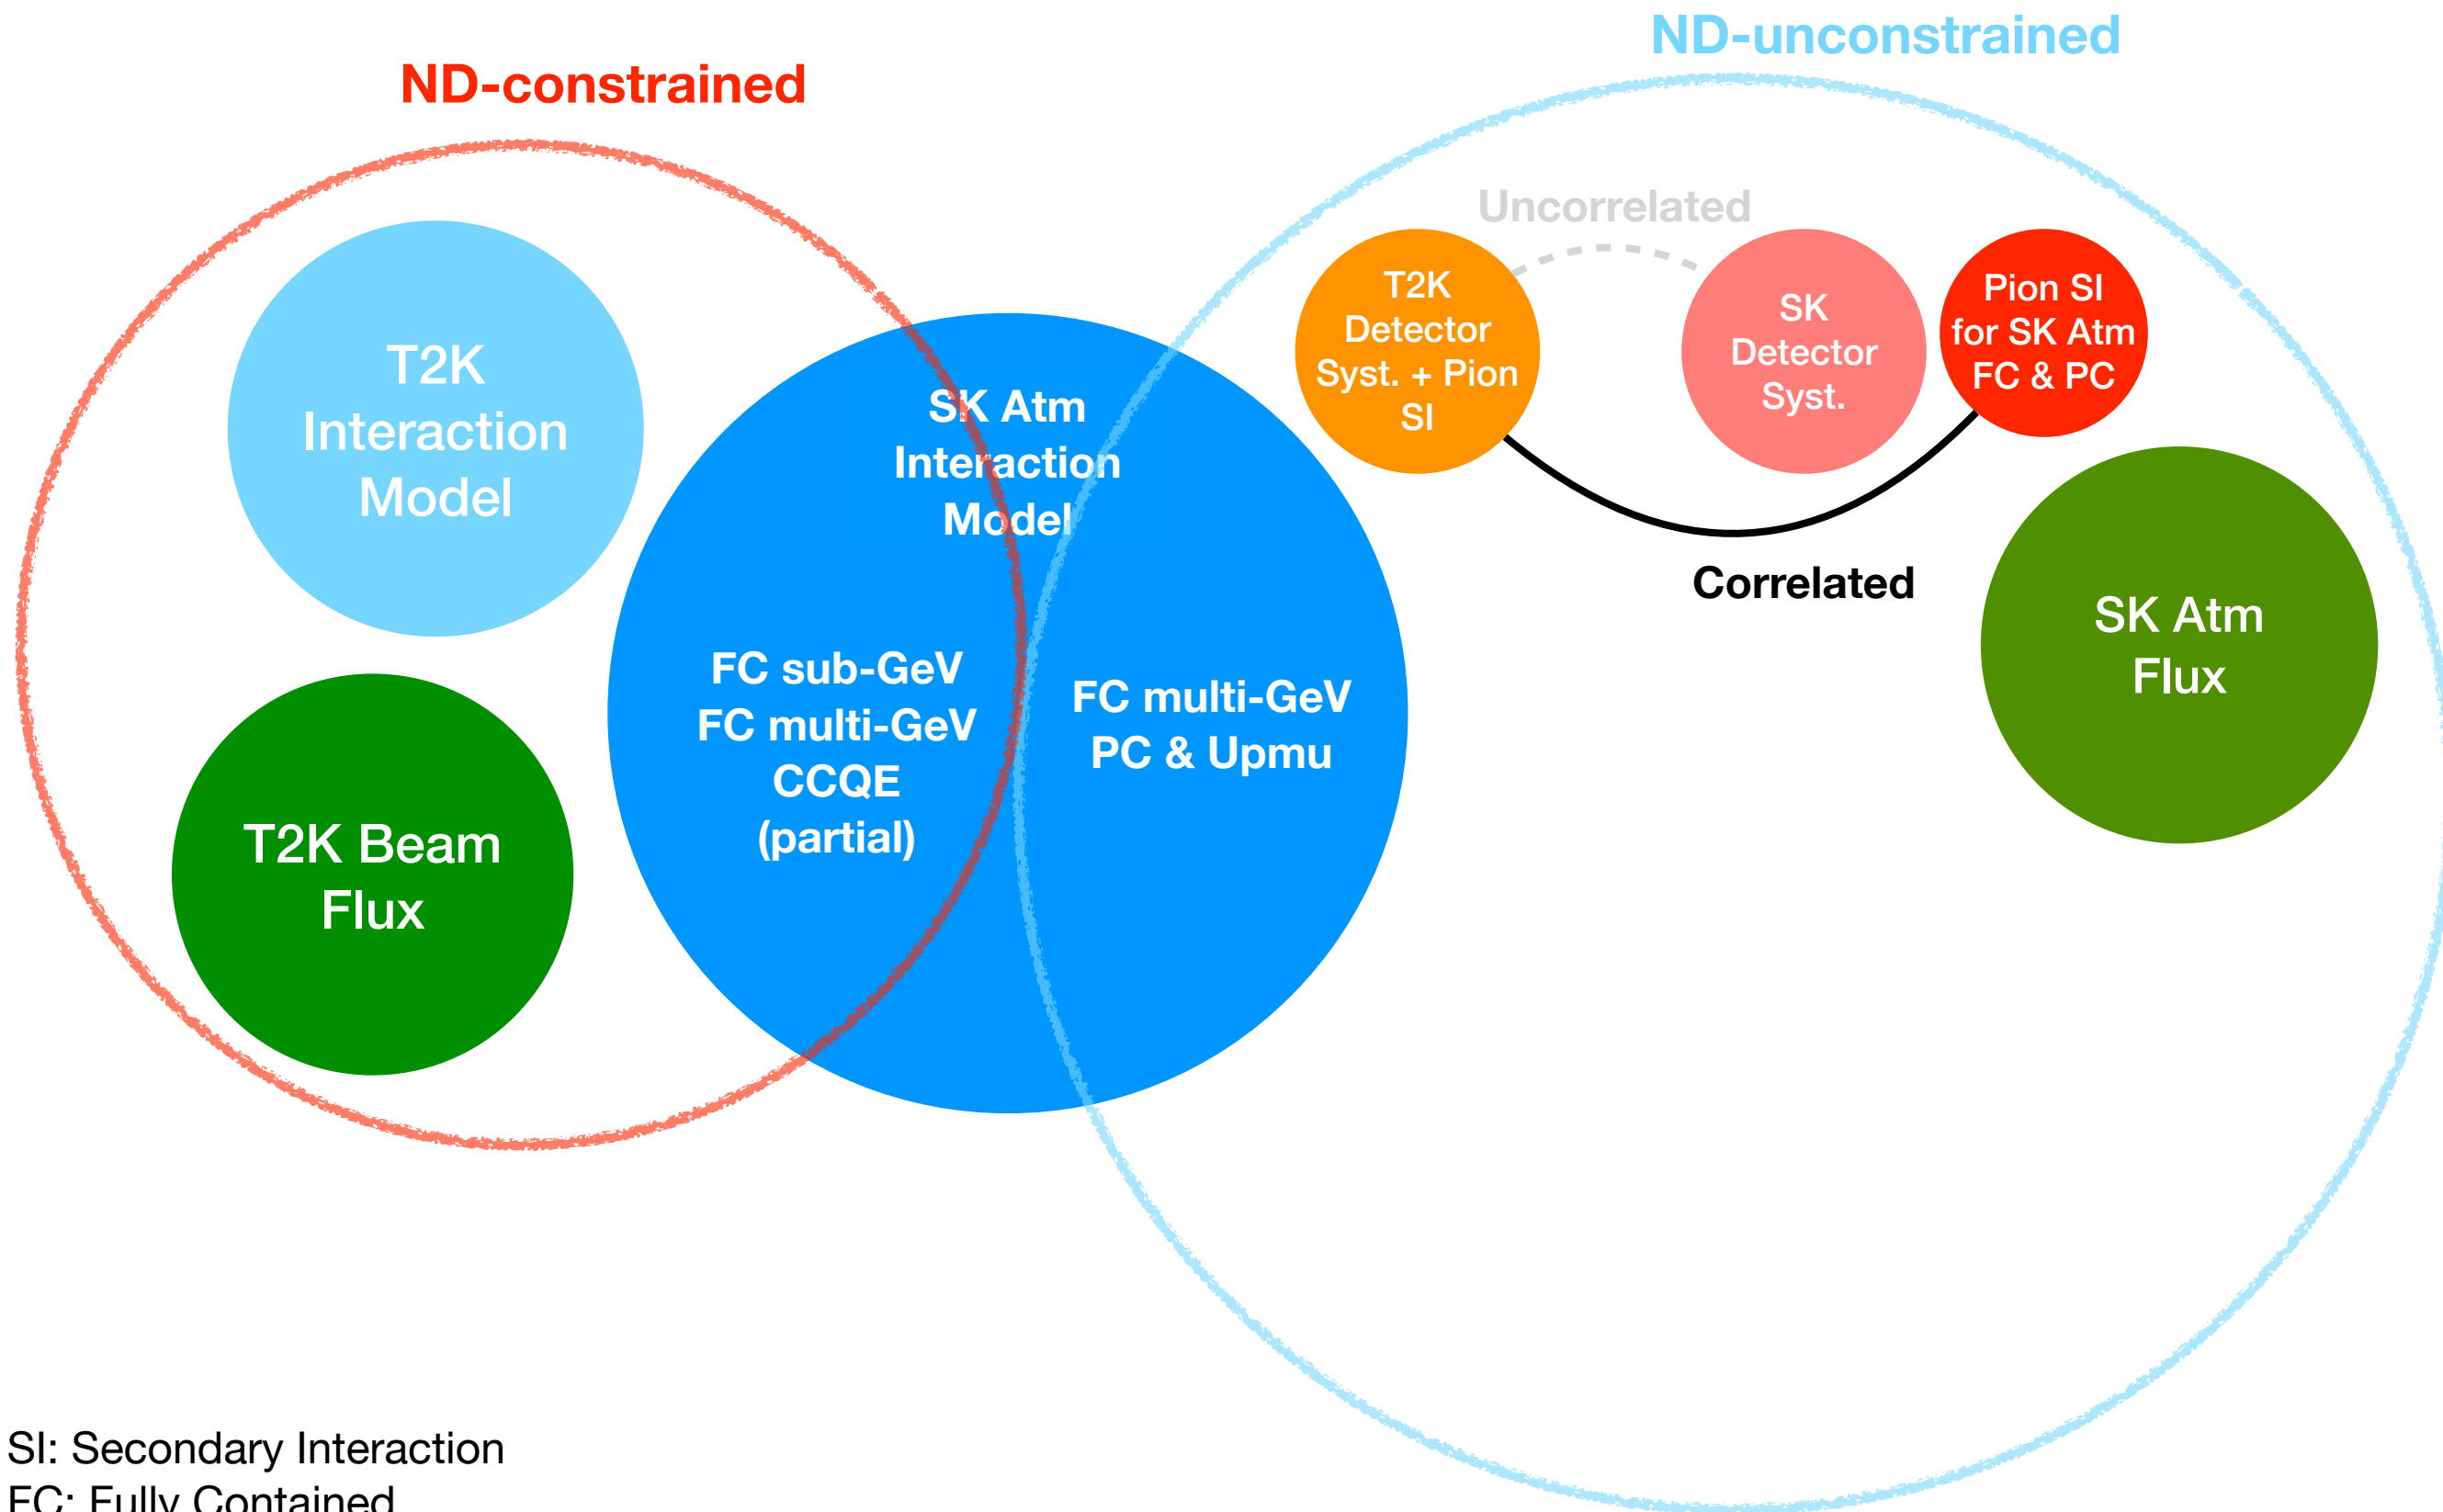 ND-constrained
ND-unconstrained
T2K
Interaction
Model
T2K Beam
Flux
SK Atm
Interaction
Model
FC sub-GeV
FC multi-GeV
CCQE
(partial)
FC multi-GeV
PC & Upmu
Uncorrelated
T2K
Detector
Syst. + Pion
SI
SK
Detector
Syst.
Pion SI
for SK Atm
FC & PC
Correlated
SK Atm
Flux
SI: Secondary Interaction
FC: Fully Contained